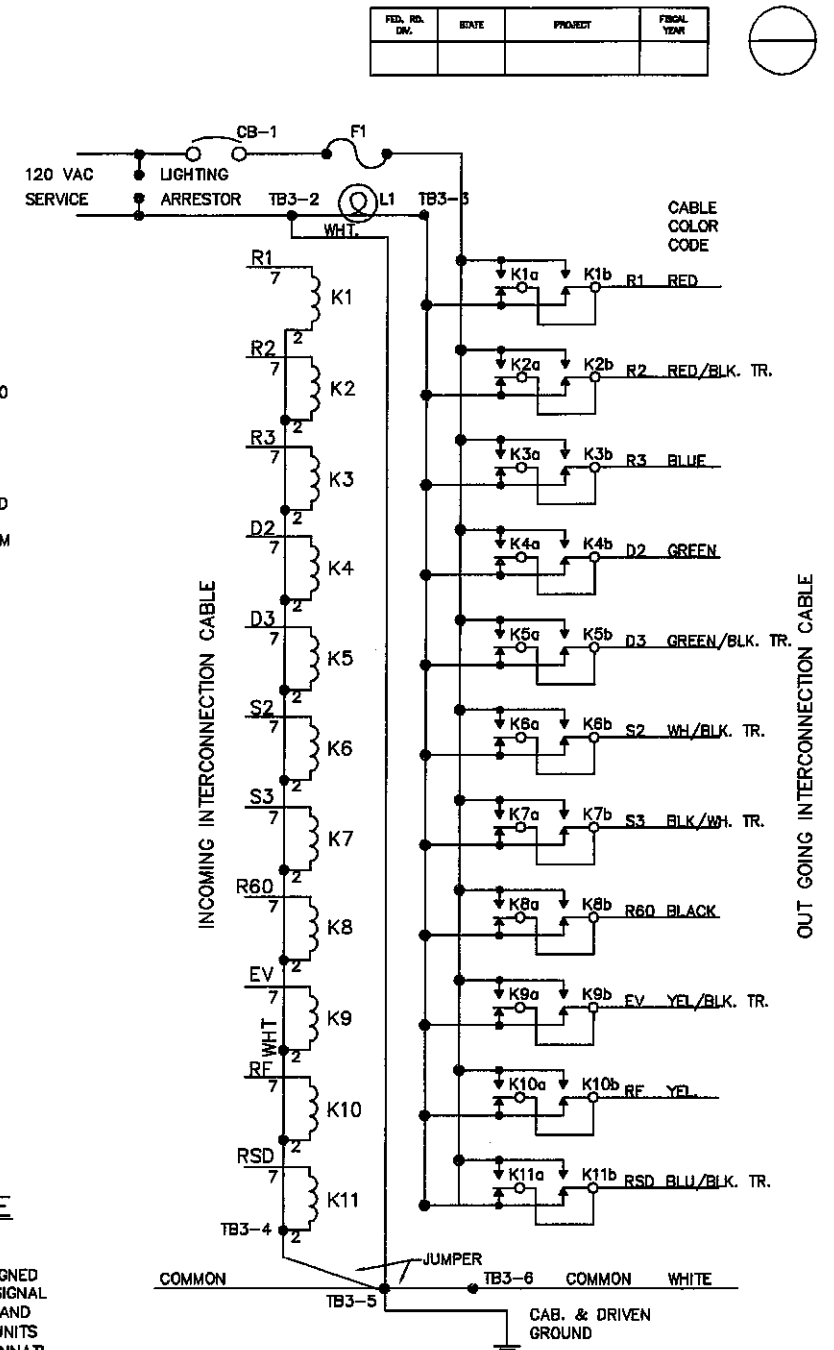 FED. RD. DIV. STATE PROJECT FISCAL YEAR
CB-1 F1
120 VAC SERVICE
LIGHTING ARRESTOR
TB3-2 L1 TB3-3
WHT.
CABLE COLOR CODE
R1 7 K1 2
R2 7 K2 2
R3 7 K3 2
D2 7 K4 2
D3 7 K5 2
S2 7 K6 2
S3 7 K7 2
R60 7 K8 2
EV 7 K9 2
WHT
RF 7 K10 2
RSD 7 K11 2
TB3-4
INCOMING INTERCONNECTION CABLE
K1a K1b R1 RED
K2a K2b R2 RED/BLK. TR.
K3a K3b R3 BLUE
K4a K4b D2 GREEN
K5a K5b D3 GREEN/BLK. TR.
K6a K6b S2 WH/BLK. TR.
K7a K7b S3 BLK/WH. TR.
K8a K8b R60 BLACK
K9a K9b EV YEL/BLK. TR.
K10a K10b RF YEL.
K11a K11b RSD BLU/BLK. TR.
OUT GOING INTERCONNECTION CABLE
JUMPER
COMMON TB3-5 TB3-6 COMMON WHITE
CAB. & DRIVEN
GROUND
0
D
M
E
GNED
SIGNAL
AND
UNITS